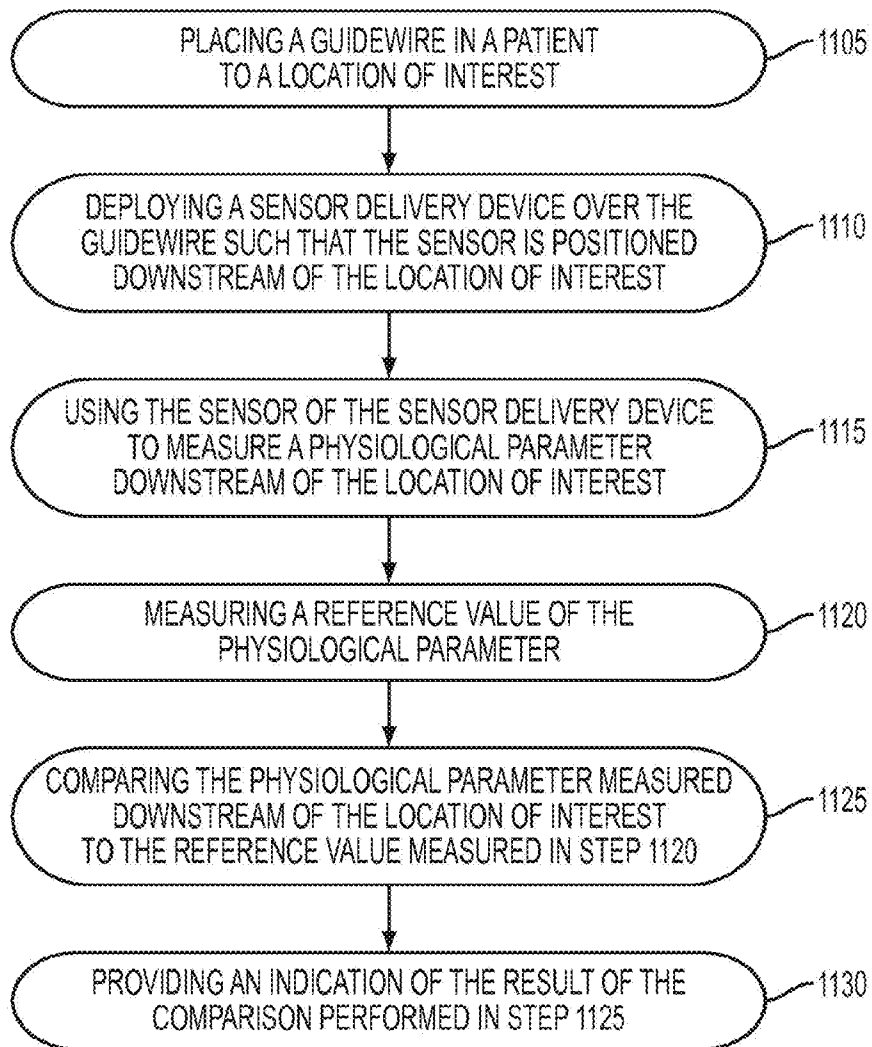 PLACING A GUIDEWIRE IN A PATIENT
TO A LOCATION OF INTEREST
1105
DEPLOYING A SENSOR DELIVERY DEVICE OVER THE
GUIDEWIRE SUCH THAT THE SENSOR IS POSITIONED
DOWNSTREAM OF THE LOCATION OF INTEREST
1110
USING THE SENSOR OF THE SENSOR DELIVERY DEVICE
TO MEASURE A PHYSIOLOGICAL PARAMETER
DOWNSTREAM OF THE LOCATION OF INTEREST
1115
MEASURING A REFERENCE VALUE OF THE
PHYSIOLOGICAL PARAMETER
1120
COMPARING THE PHYSIOLOGICAL PARAMETER MEASURED
DOWNSTREAM OF THE LOCATION OF INTEREST
TO THE REFERENCE VALUE MEASURED IN STEP 1120
1125
PROVIDING AN INDICATION OF THE RESULT OF THE
COMPARISON PERFORMED IN STEP 1125
1130